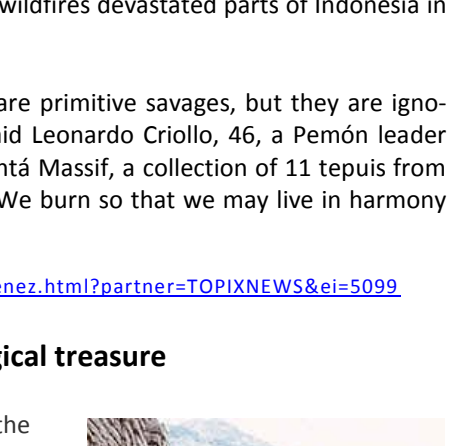 wildfires devastated parts of Indonesia in
are primitive savages, but they are igno-
aid Leonardo Criollo, 46, a Pemón leader
ntá Massif, a collection of 11 tepuis from
We burn so that we may live in harmony
enez.html?partner=TOPIXNEWS&ei=5099
gical treasure
the